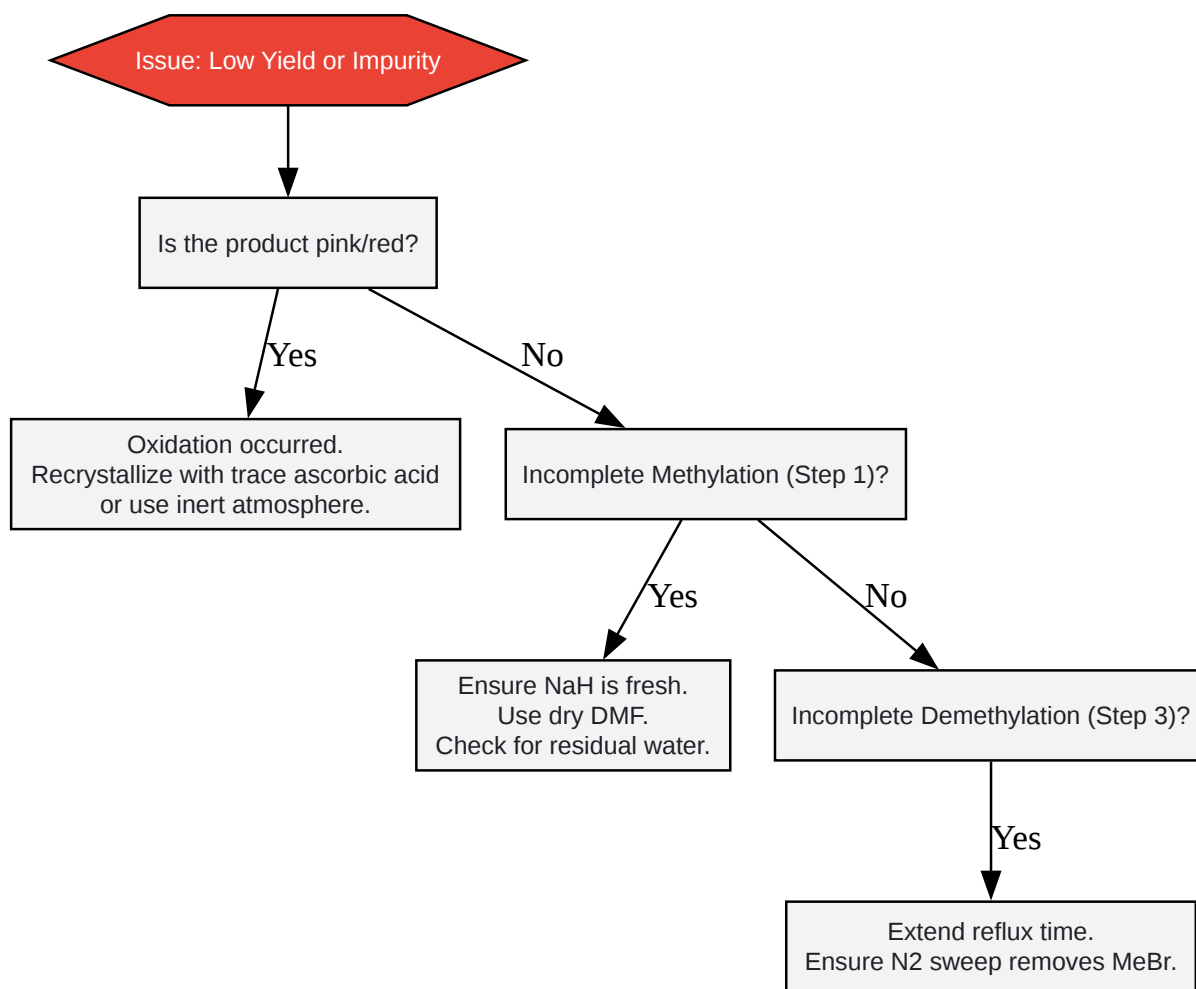 Issue: Low Yield or Impurity
Is the product pink/red?
Yes
No
Oxidation occurred.
Recrystallize with trace ascorbic acid
or use inert atmosphere.
Incomplete Methylation (Step 1)?
Yes
No
Ensure NaH is fresh.
Use dry DMF.
Check for residual water.
Incomplete Demethylation (Step 3)?
Yes
Extend reflux time.
Ensure N2 sweep removes MeBr.